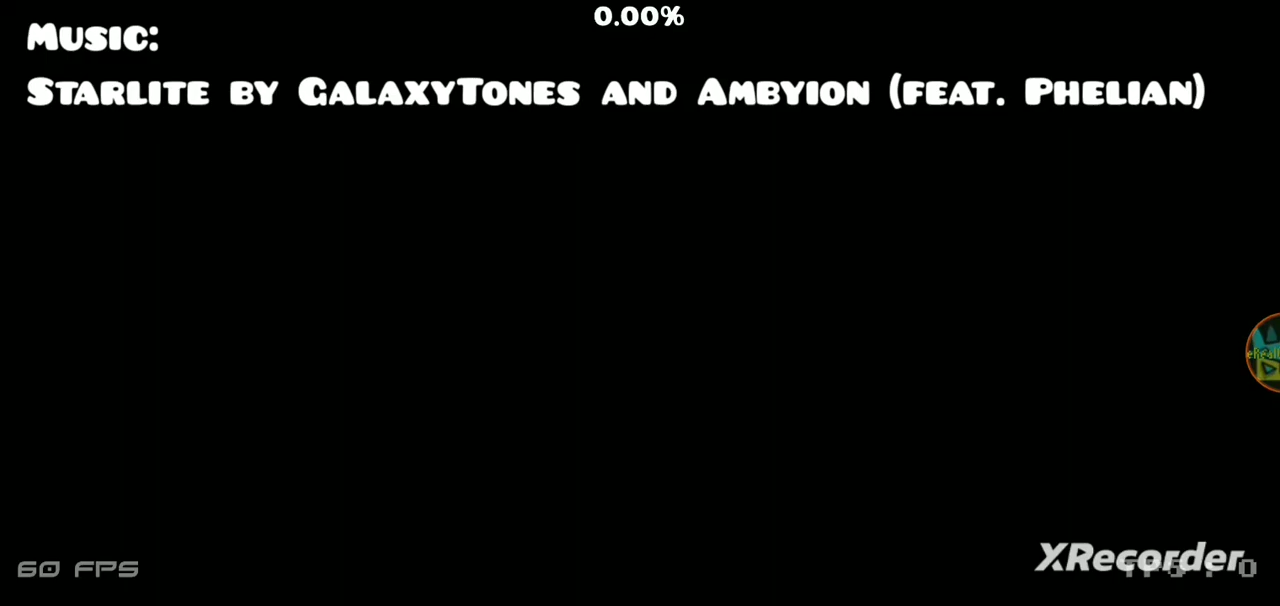 0.00%
Music:
Starlite by GalaxyTones and Ambyion (feat. Phelian)
60 FPS
XRecorder